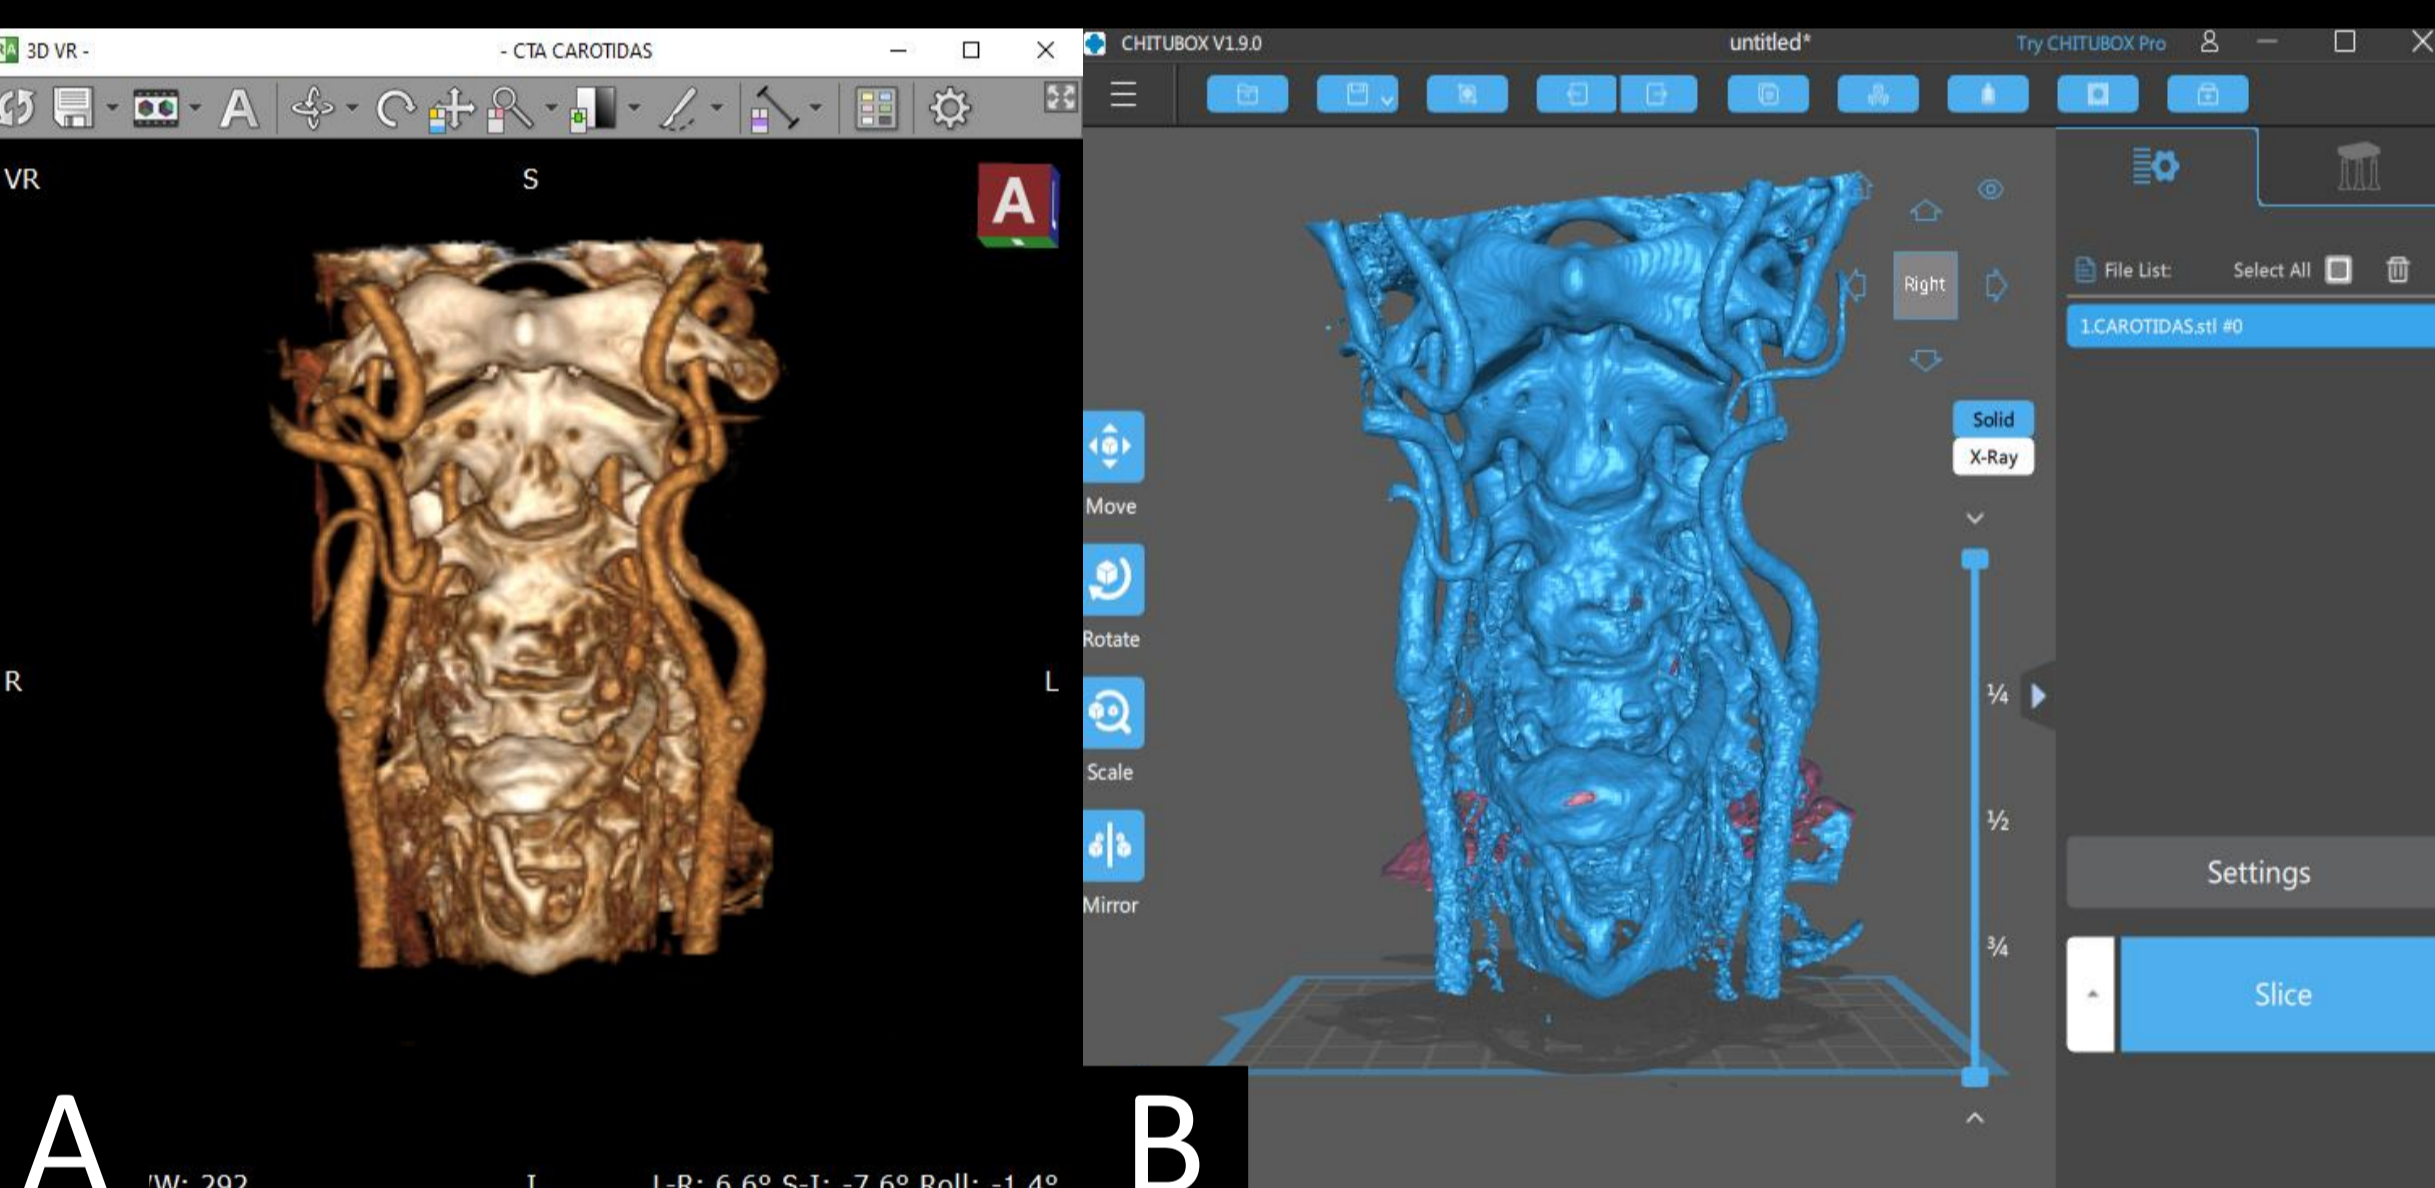 3D VR -
- CTA CAROTIDAS
A
VR
S
A
R
L
W: 292
I
L-R: 6.6° S-I: -7.6° Roll: -1.4°
A
CHITUBOX V1.9.0
untitled*
Try CHITUBOX Pro
Right
Solid
X-Ray
Move
Rotate
Scale
Mirror
¼
½
¾
File List:
Select All
1.CAROTIDAS.stl #0
Settings
Slice
B